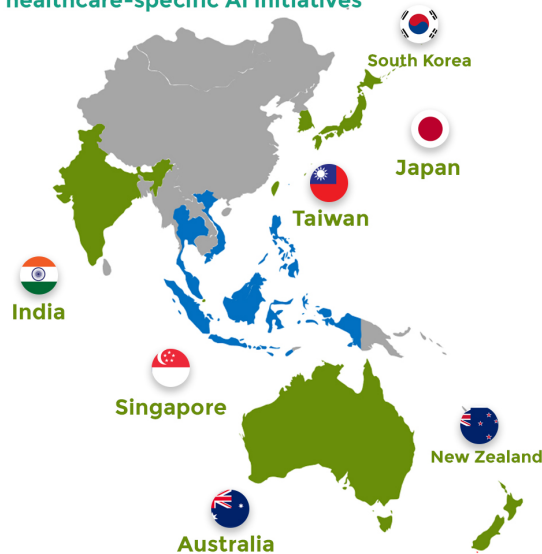 healthcare-specific AI initiatives
South Korea
Japan
Taiwan
India
Singapore
New Zealand
Australia